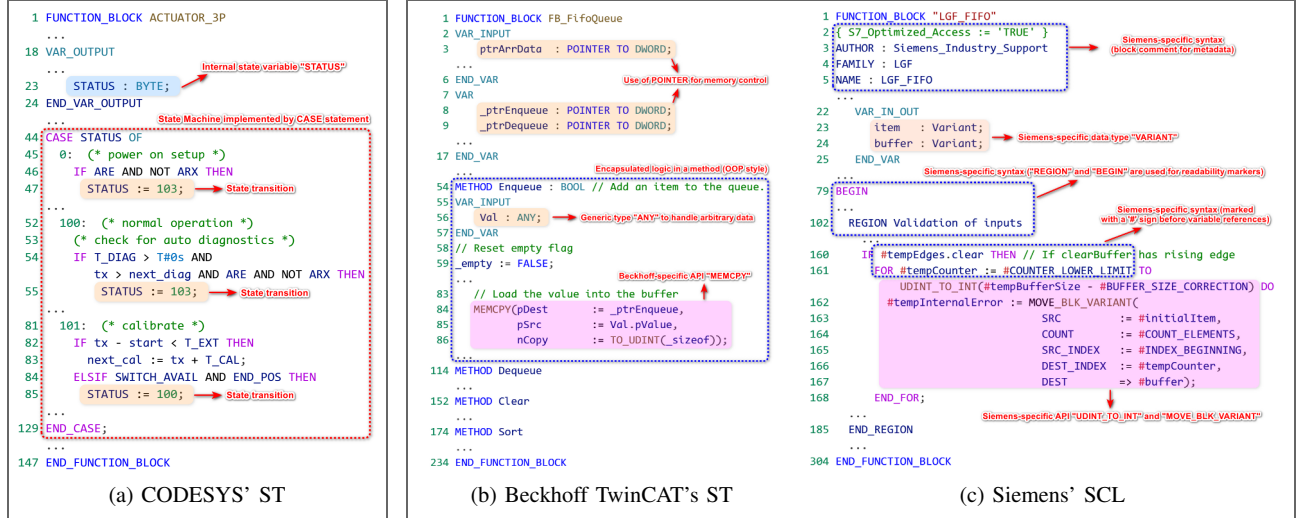 1 FUNCTION_BLOCK ACTUATOR_3P
...
18 VAR_OUTPUT
...
Internal state variable "STATUS"
23 STATUS : BYTE;
24 END_VAR_OUTPUT
...
State Machine implemented by CASE statement
44 CASE STATUS OF
45 0: (* power on setup *)
46 IF ARE AND NOT ARX THEN
47 STATUS := 103; State transition
...
52 100: (* normal operation *)
53 (* check for auto diagnostics *)
54 IF T_DIAG > T#0s AND
tx > next_diag AND ARE AND NOT ARX THEN
55 STATUS := 103; State transition
...
81 101: (* calibrate *)
82 IF tx - start < T_EXT THEN
83 next_cal := tx + T_CAL;
84 ELSIF SWITCH_AVAIL AND END_POS THEN
85 STATUS := 100; State transition
...
129 END_CASE;
...
147 END_FUNCTION_BLOCK
(a) CODESYS' ST
1 FUNCTION_BLOCK FB_FifoQueue
2 VAR_INPUT
3 ptrArrData : POINTER TO DWORD;
...
6 END_VAR
Use of POINTER for memory control
7 VAR
8 _ptrEnqueue : POINTER TO DWORD;
9 _ptrDequeue : POINTER TO DWORD;
...
17 END_VAR
...
Encapsulated logic in a method (OOP style)
54 METHOD Enqueue : BOOL // Add an item to the queue.
55 VAR_INPUT
56 Val : ANY; Generic type "ANY" to handle arbitrary data
57 END_VAR
58 // Reset empty flag
59 _empty := FALSE;
...
Beckhoff-specific API "MEMCPY"
83 // Load the value into the buffer
84 MEMCPY(pDest := _ptrEnqueue,
85 pSrc := Val.pValue,
86 nCopy := TO_UDINT(_sizeof));
...
114 METHOD Dequeue
...
152 METHOD Clear
...
174 METHOD Sort
...
234 END_FUNCTION_BLOCK
(b) Beckhoff TwinCAT's ST
1 FUNCTION_BLOCK "LGF_FIFO"
2 { S7_Optimized_Access := 'TRUE' }
3 AUTHOR : Siemens_Industry_Support
4 FAMILY : LGF
5 NAME : LGF_FIFO
Siemens-specific syntax
(block comment for metadata)
...
22 VAR_IN_OUT
23 item : Variant;
24 buffer : Variant;
Siemens-specific data type "VARIANT"
25 END_VAR
...
Siemens-specific syntax ("REGION" and "BEGIN" are used for readability markers)
79 BEGIN
...
102 REGION Validation of inputs
Siemens-specific syntax (marked
with a '#' sign before variable references)
...
160 IF #tempEdges.clear THEN // If clearBuffer has rising edge
161 FOR #tempCounter := #COUNTER_LOWER_LIMIT TO
UDINT_TO_INT(#tempBufferSize - #BUFFER_SIZE_CORRECTION) DO
162 #tempInternalError := MOVE_BLK_VARIANT(
163 SRC := #initialItem,
164 COUNT := #COUNT_ELEMENTS,
165 SRC_INDEX := #INDEX_BEGINNING,
166 DEST_INDEX := #tempCounter,
167 DEST => #buffer);
168 END_FOR;
Siemens-specific API "UDINT_TO_INT" and "MOVE_BLK_VARIANT"
...
185 END_REGION
...
304 END_FUNCTION_BLOCK
(c) Siemens' SCL